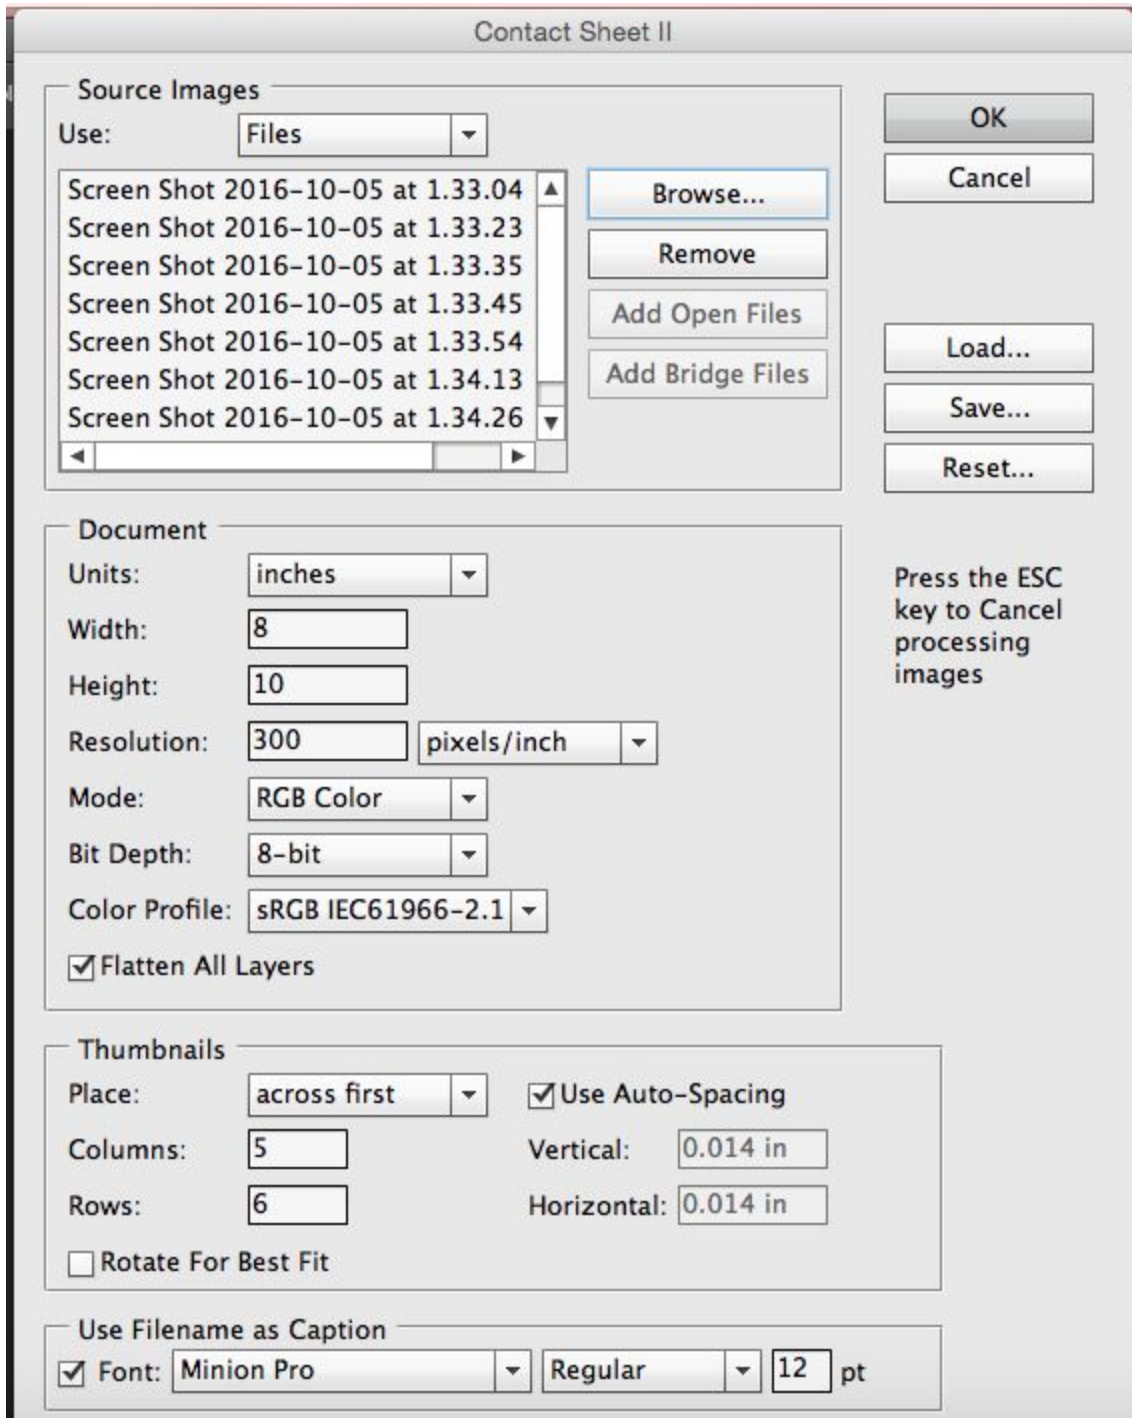 Contact Sheet II
Source Images
Use: Files
Screen Shot 2016-10-05 at 1.33.04
Screen Shot 2016-10-05 at 1.33.23
Screen Shot 2016-10-05 at 1.33.35
Screen Shot 2016-10-05 at 1.33.45
Screen Shot 2016-10-05 at 1.33.54
Screen Shot 2016-10-05 at 1.34.13
Screen Shot 2016-10-05 at 1.34.26
Browse...
Remove
Add Open Files
Add Bridge Files
OK
Cancel
Load...
Save...
Reset...
Press the ESC
key to Cancel
processing
images
Document
Units: inches
Width: 8
Height: 10
Resolution: 300 pixels/inch
Mode: RGB Color
Bit Depth: 8-bit
Color Profile: sRGB IEC61966-2.1
Flatten All Layers
Thumbnails
Place: across first Use Auto-Spacing
Columns: 5 Vertical: 0.014 in
Rows: 6 Horizontal: 0.014 in
Rotate For Best Fit
Use Filename as Caption
Font: Minion Pro Regular 12 pt